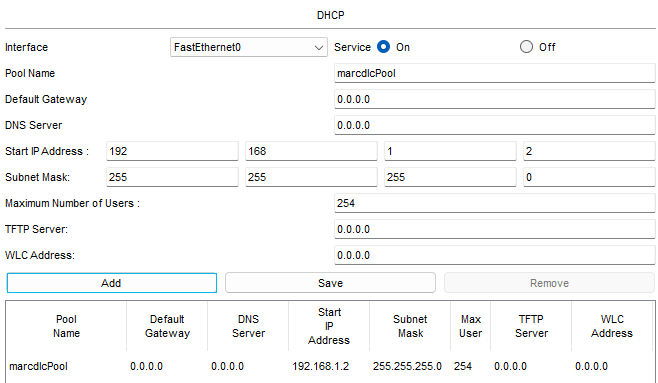 DHCP
Interface FastEthernet0 Service On Off
Pool Name marcdlcPool
Default Gateway 0.0.0.0
DNS Server 0.0.0.0
Start IP Address : 192 168 1 2
Subnet Mask: 255 255 255 0
Maximum Number of Users : 254
TFTP Server: 0.0.0.0
WLC Address: 0.0.0.0
Add Save Remove
Pool Name Default Gateway DNS Server Start IP Address Subnet Mask Max User TFTP Server WLC Address
marcdlcPool 0.0.0.0 0.0.0.0 192.168.1.2 255.255.255.0 254 0.0.0.0 0.0.0.0